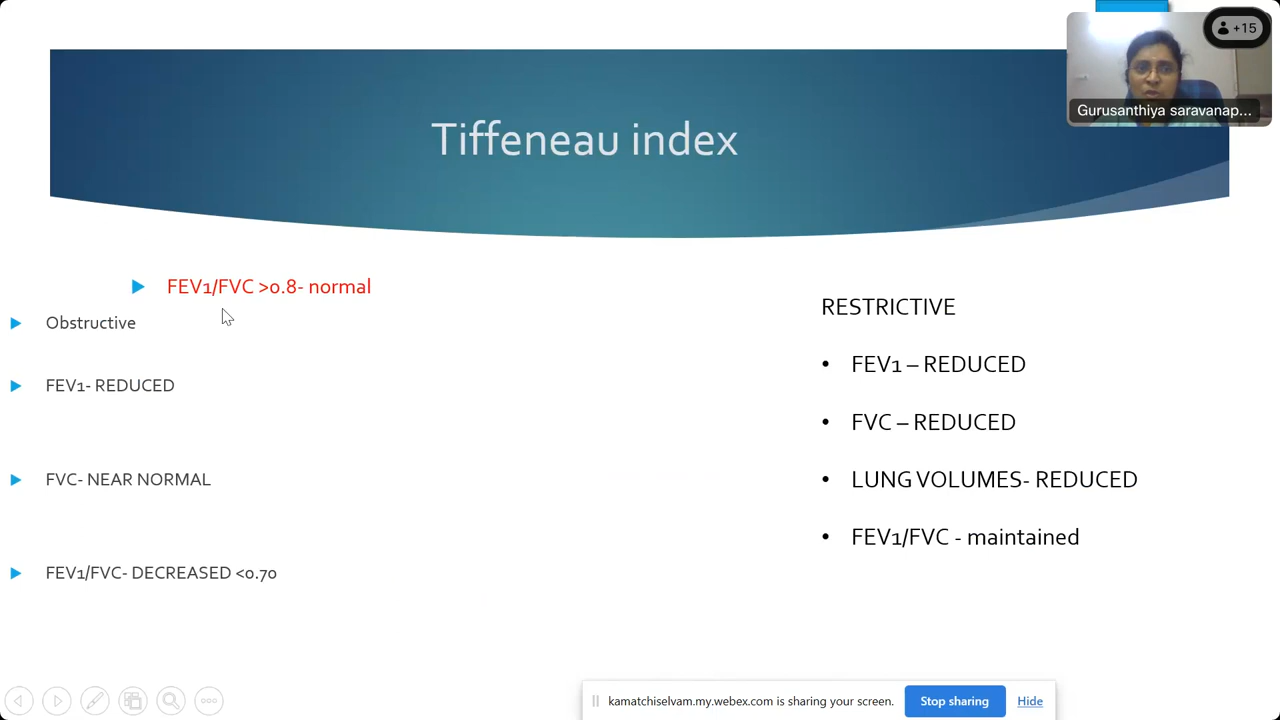 +15
Gurusanthiya saravanap...
Tiffeneau index
FEV1/FVC >0.8- normal
Obstructive
FEV1- REDUCED
FVC- NEAR NORMAL
FEV1/FVC- DECREASED <0.70
RESTRICTIVE
• FEV1 – REDUCED
• FVC – REDUCED
• LUNG VOLUMES- REDUCED
• FEV1/FVC - maintained
kamatchiselvam.my.webex.com is sharing your screen.
Stop sharing
Hide